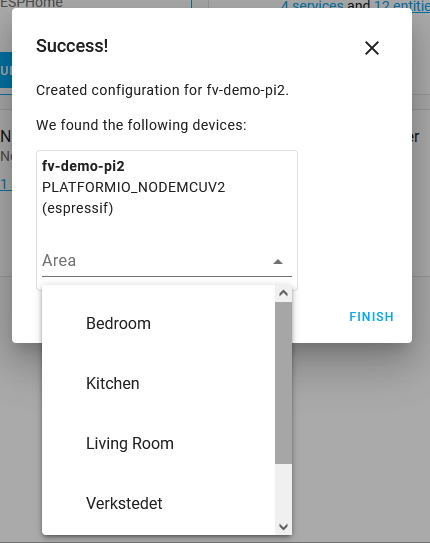 ESPHome
4 services and 12 entitie
Success!
Created configuration for fv-demo-pi2.
We found the following devices:
fv-demo-pi2
PLATFORMIO_NODEMCUV2
(espressif)
Area
Bedroom
Kitchen
Living Room
Verkstedet
FINISH